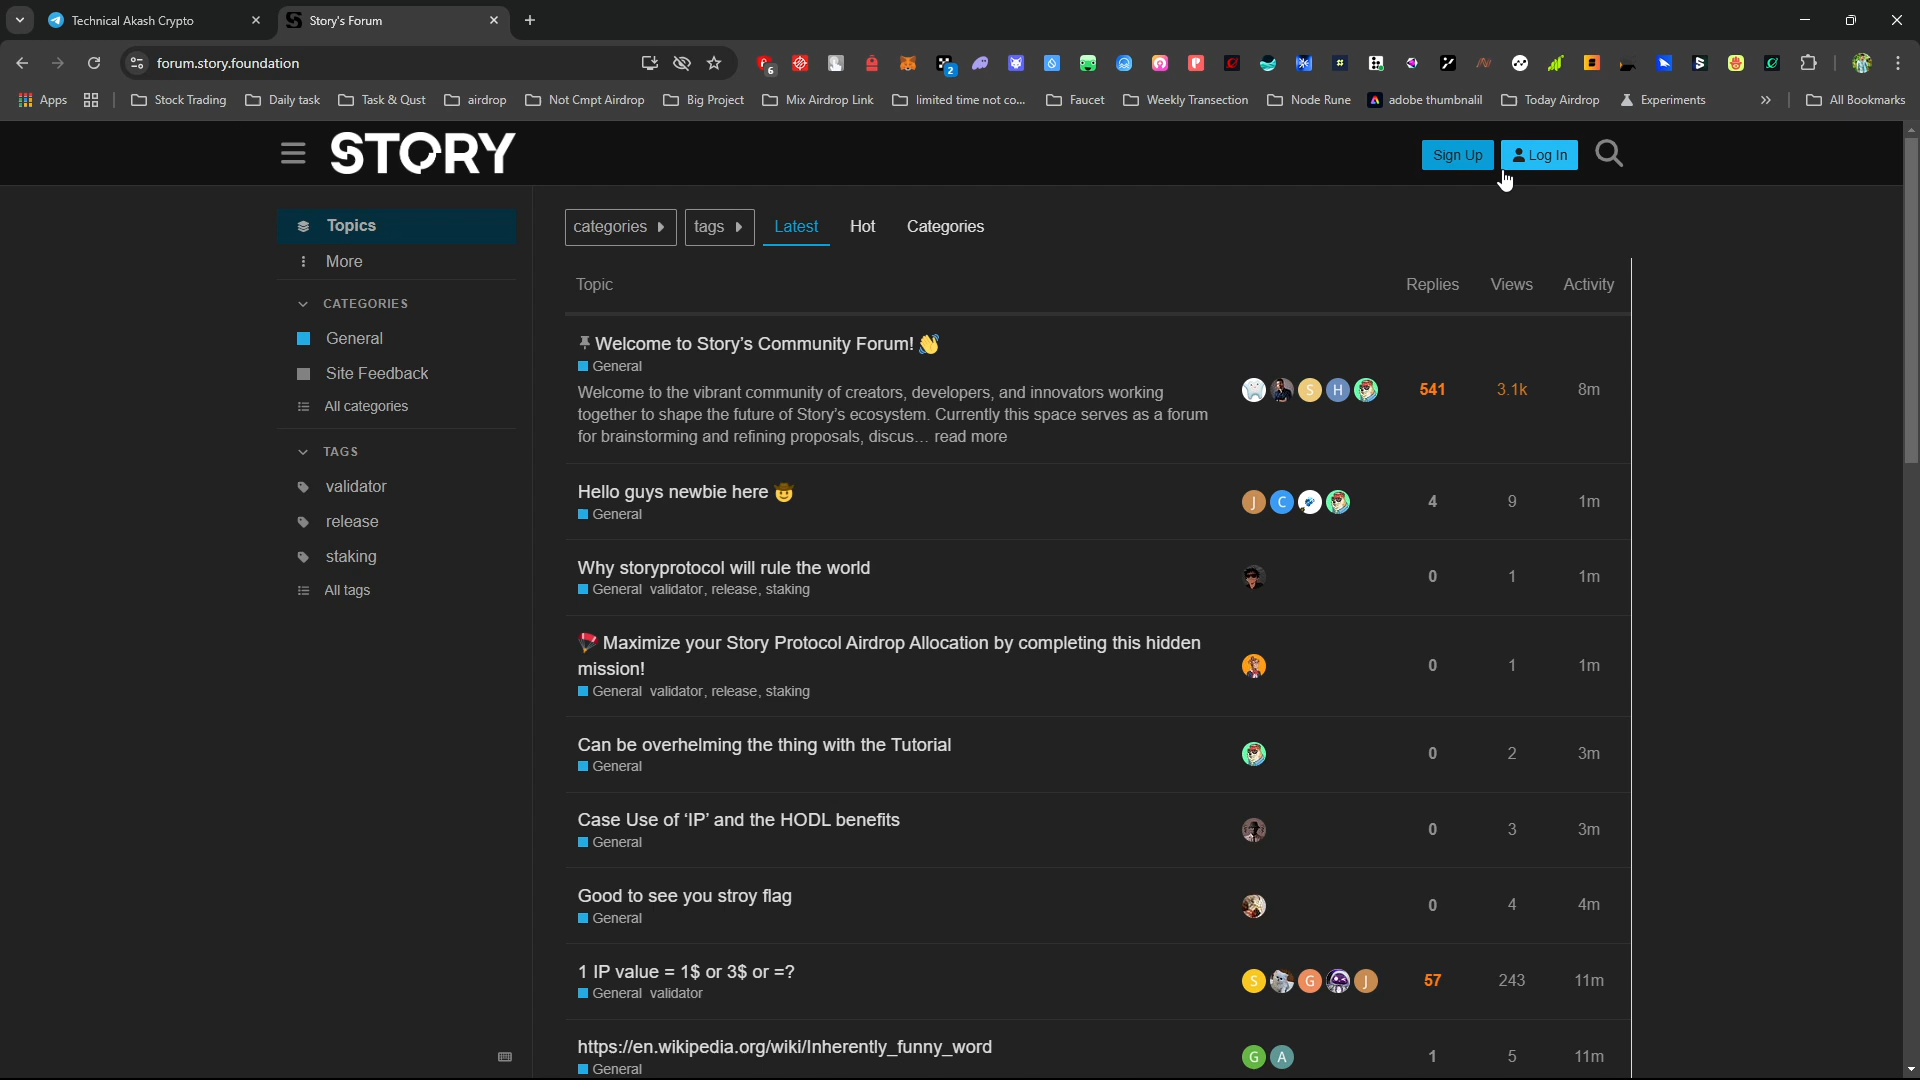 Technical Akash Crypto
Story's Forum
forum.story.foundation
6
2
Apps
Stock Trading
Daily task
Task & Qust
airdrop
Not Cmpt Airdrop
Big Project
Mix Airdrop Link
limited time not co...
Faucet
Weekly Transection
Node Rune
adobe thumbnalil
Today Airdrop
Experiments
All Bookmarks
STORY
Sign Up
Log In
Topics
More
CATEGORIES
General
Site Feedback
All categories
TAGS
validator
release
staking
All tags
categories
tags
Latest
Hot
Categories
Topic Replies Views Activity
Welcome to Story's Community Forum! 👋
General
Welcome to the vibrant community of creators, developers, and innovators working
together to shape the future of Story's ecosystem. Currently this space serves as a forum
for brainstorming and refining proposals, discus... read more
S H
541 3.1k 8m
Hello guys newbie here 🤠
General
J C
4 9 1m
Why storyprotocol will rule the world
General validator, release, staking
0 1 1m
🪂 Maximize your Story Protocol Airdrop Allocation by completing this hidden
mission!
General validator, release, staking
0 1 1m
Can be overhelming the thing with the Tutorial
General
0 2 3m
Case Use of 'IP' and the HODL benefits
General
0 3 3m
Good to see you stroy flag
General
0 4 4m
1 IP value = 1$ or 3$ or =?
General validator
S G J
57 243 11m
https://en.wikipedia.org/wiki/Inherently_funny_word
General
G A
1 5 11m